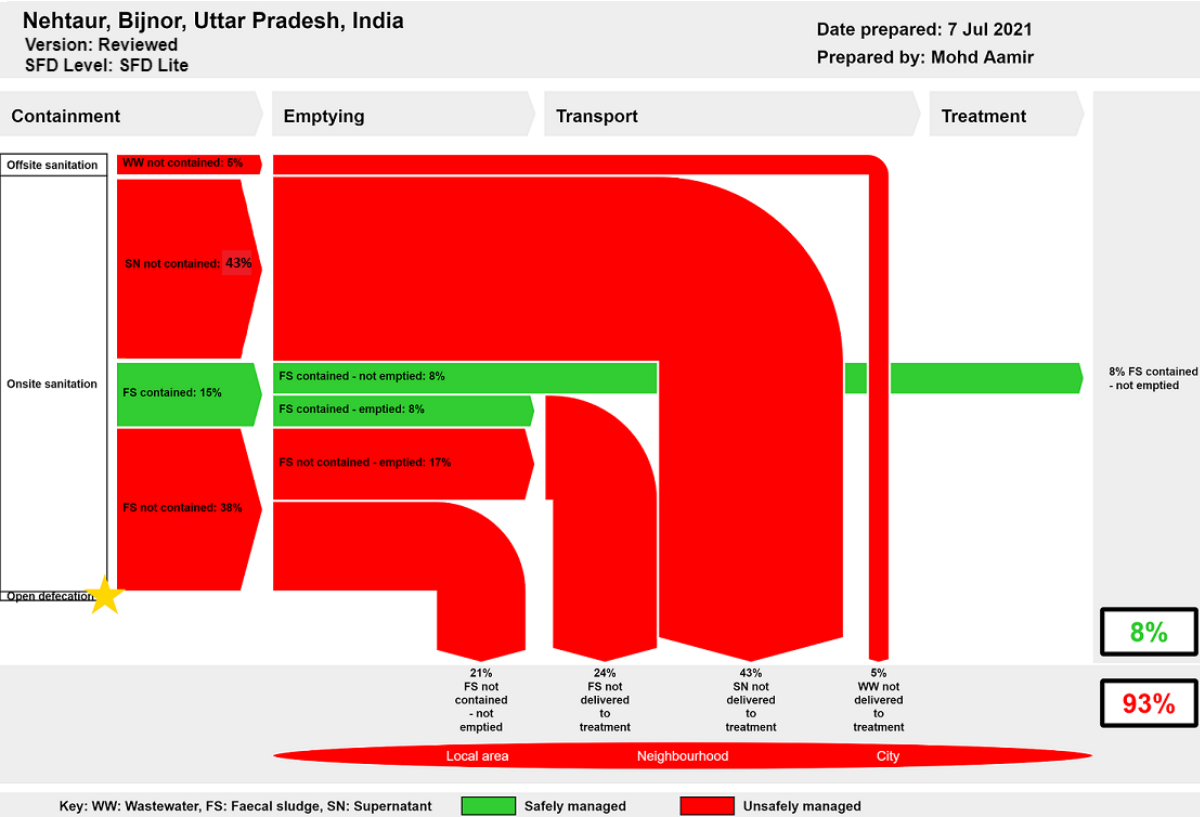 Nehtaur, Bijnor, Uttar Pradesh, India
Version: Reviewed
SFD Level: SFD Lite
Date prepared: 7 Jul 2021
Prepared by: Mohd Aamir
Containment
Emptying
Transport
Treatment
Offsite sanitation
WW not contained: 5%
SN not contained: 43%
Onsite sanitation
FS contained: 15%
FS contained - not emptied: 8%
8% FS contained
- not emptied
FS contained - emptied: 8%
FS not contained - emptied: 17%
FS not contained: 38%
Open defecation
8%
93%
21%
FS not
contained
- not
emptied
24%
FS not
delivered
to
treatment
43%
SN not
delivered
to
treatment
5%
WW not
delivered
to
treatment
Local area
Neighbourhood
City
Key: WW: Wastewater, FS: Faecal sludge, SN: Supernatant
Safely managed
Unsafely managed